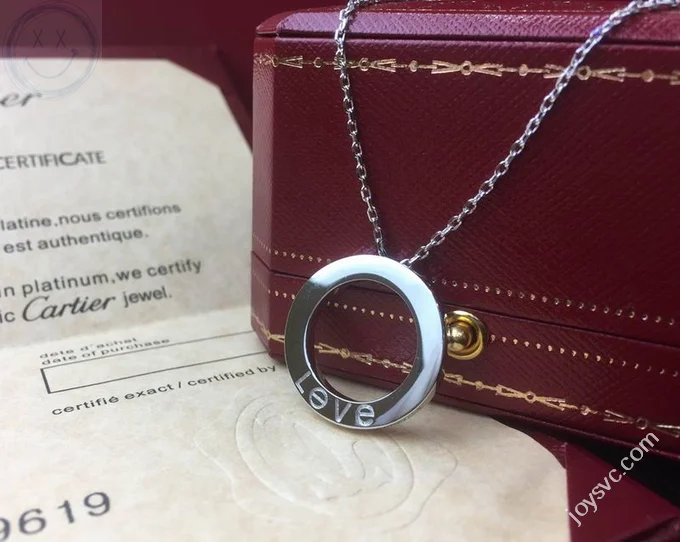 er
CERTIFICATE
platine, nous certifions
est authentique.
in platinum, we certify
ic Cartier jewel.
date d'achat
date of purchase
certifié exact / certified by
9619
LOVE
joysvc.com